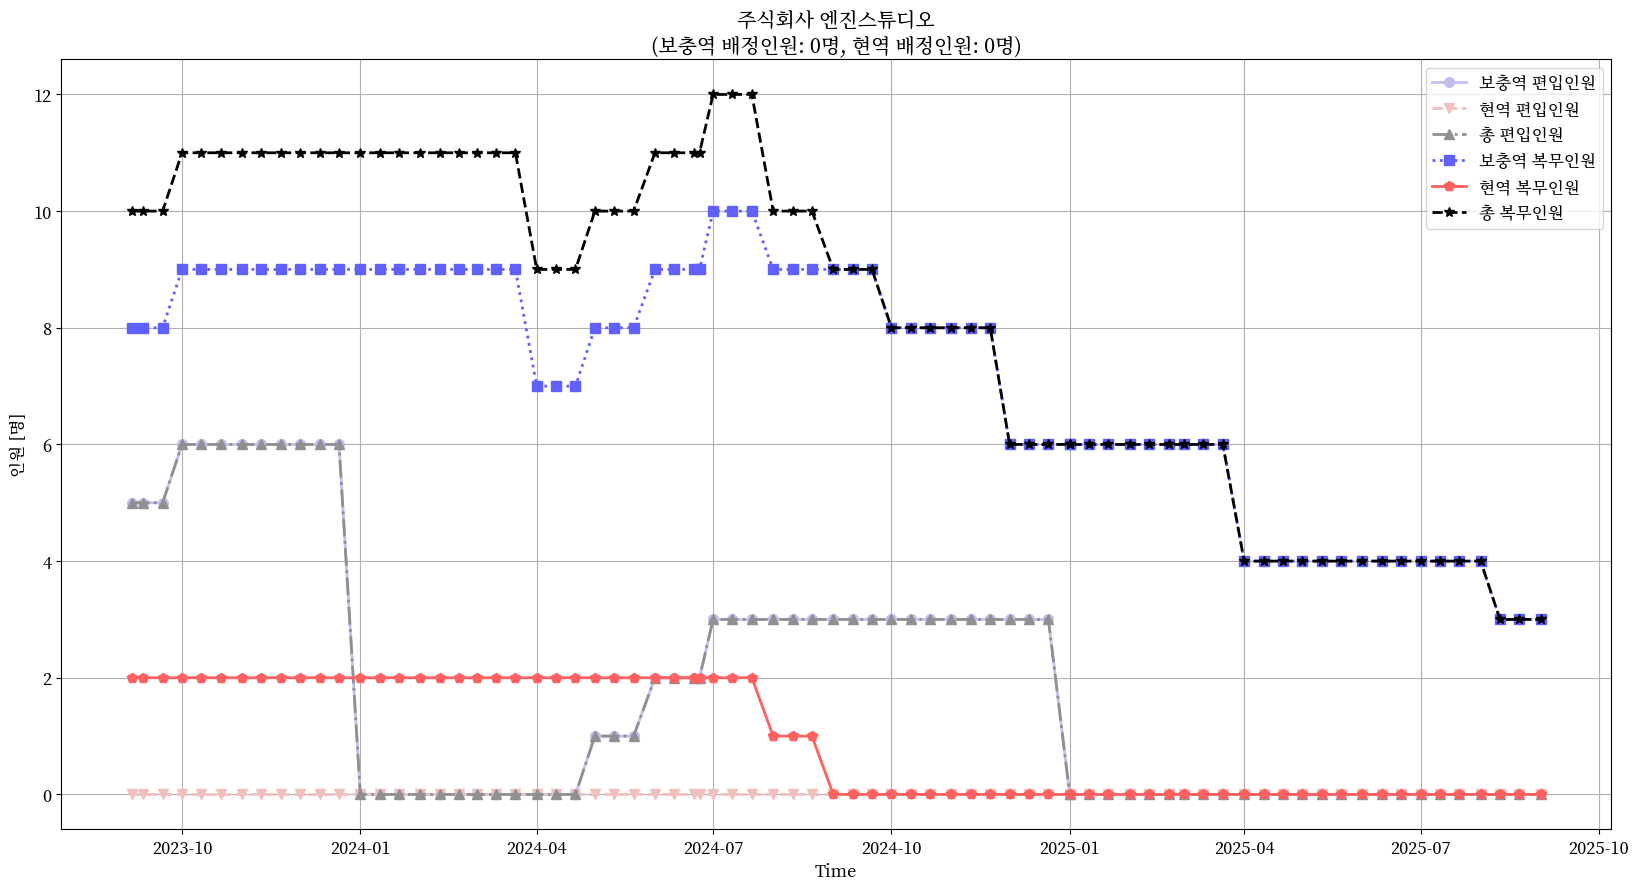 주식회사 엔진스튜디오
(보충역 배정인원: 0명, 현역 배정인원: 0명)
보충역 편입인원
현역 편입인원
총 편입인원
보충역 복무인원
현역 복무인원
총 복무인원
인원 [명]
12
10
8
6
4
2
0
2023-10
2024-01
2024-04
2024-07
2024-10
2025-01
2025-04
2025-07
2025-10
Time